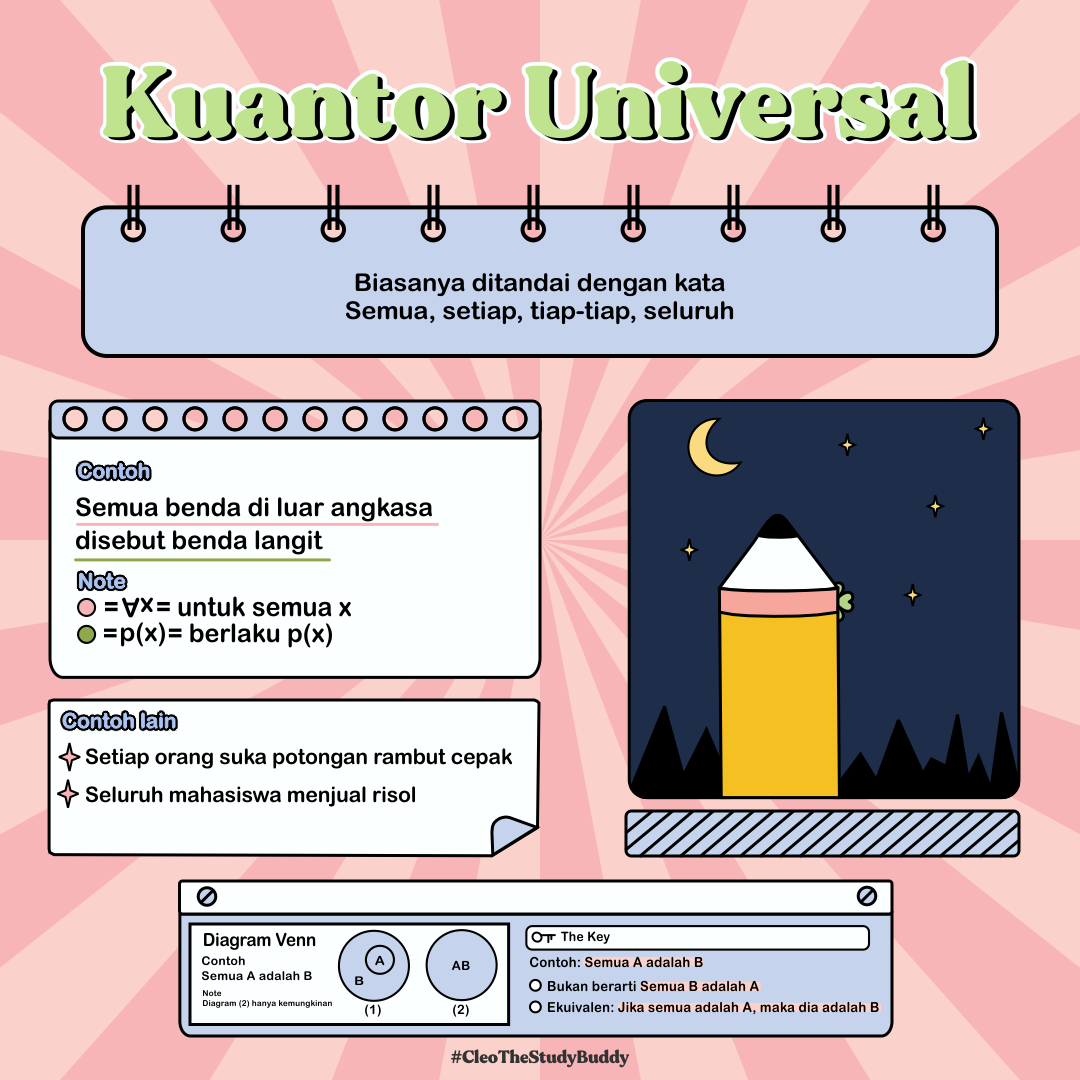 Kuantor Universal
Biasanya ditandai dengan kata
Semua, setiap, tiap-tiap, seluruh
Contoh
Semua benda di luar angkasa
disebut benda langit
Note
=∀x= untuk semua x
=p(x)= berlaku p(x)
Contoh lain
Setiap orang suka potongan rambut cepak
Seluruh mahasiswa menjual risol
Diagram Venn
Contoh
Semua A adalah B
Note
Diagram (2) hanya kemungkinan
A
B
(1)
AB
(2)
The Key
Contoh: Semua A adalah B
Bukan berarti Semua B adalah A
Ekuivalen: Jika semua adalah A, maka dia adalah B
#CleoTheStudyBuddy